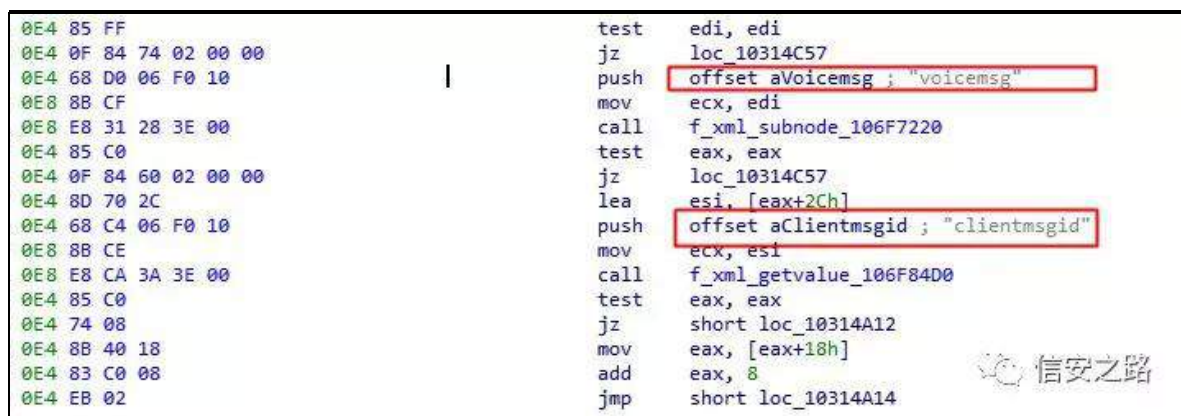 0E4 85 FF test edi, edi
0E4 0F 84 74 02 00 00 jz loc_10314C57
0E4 68 D0 06 F0 10 push offset aVoicemsg ; "voicemsg"
0E8 8B CF mov ecx, edi
0E8 E8 31 28 3E 00 call f_xml_subnode_106F7220
0E4 85 C0 test eax, eax
0E4 0F 84 60 02 00 00 jz loc_10314C57
0E4 8D 70 2C lea esi, [eax+2Ch]
0E4 68 C4 06 F0 10 push offset aClientmsgid ; "clientmsgid"
0E8 8B CE mov ecx, esi
0E8 E8 CA 3A 3E 00 call f_xml_getvalue_106F84D0
0E4 85 C0 test eax, eax
0E4 74 08 jz short loc_10314A12
0E4 8B 40 18 mov eax, [eax+18h]
0E4 83 C0 08 add eax, 8
0E4 EB 02 jmp short loc_10314A14
信安之路